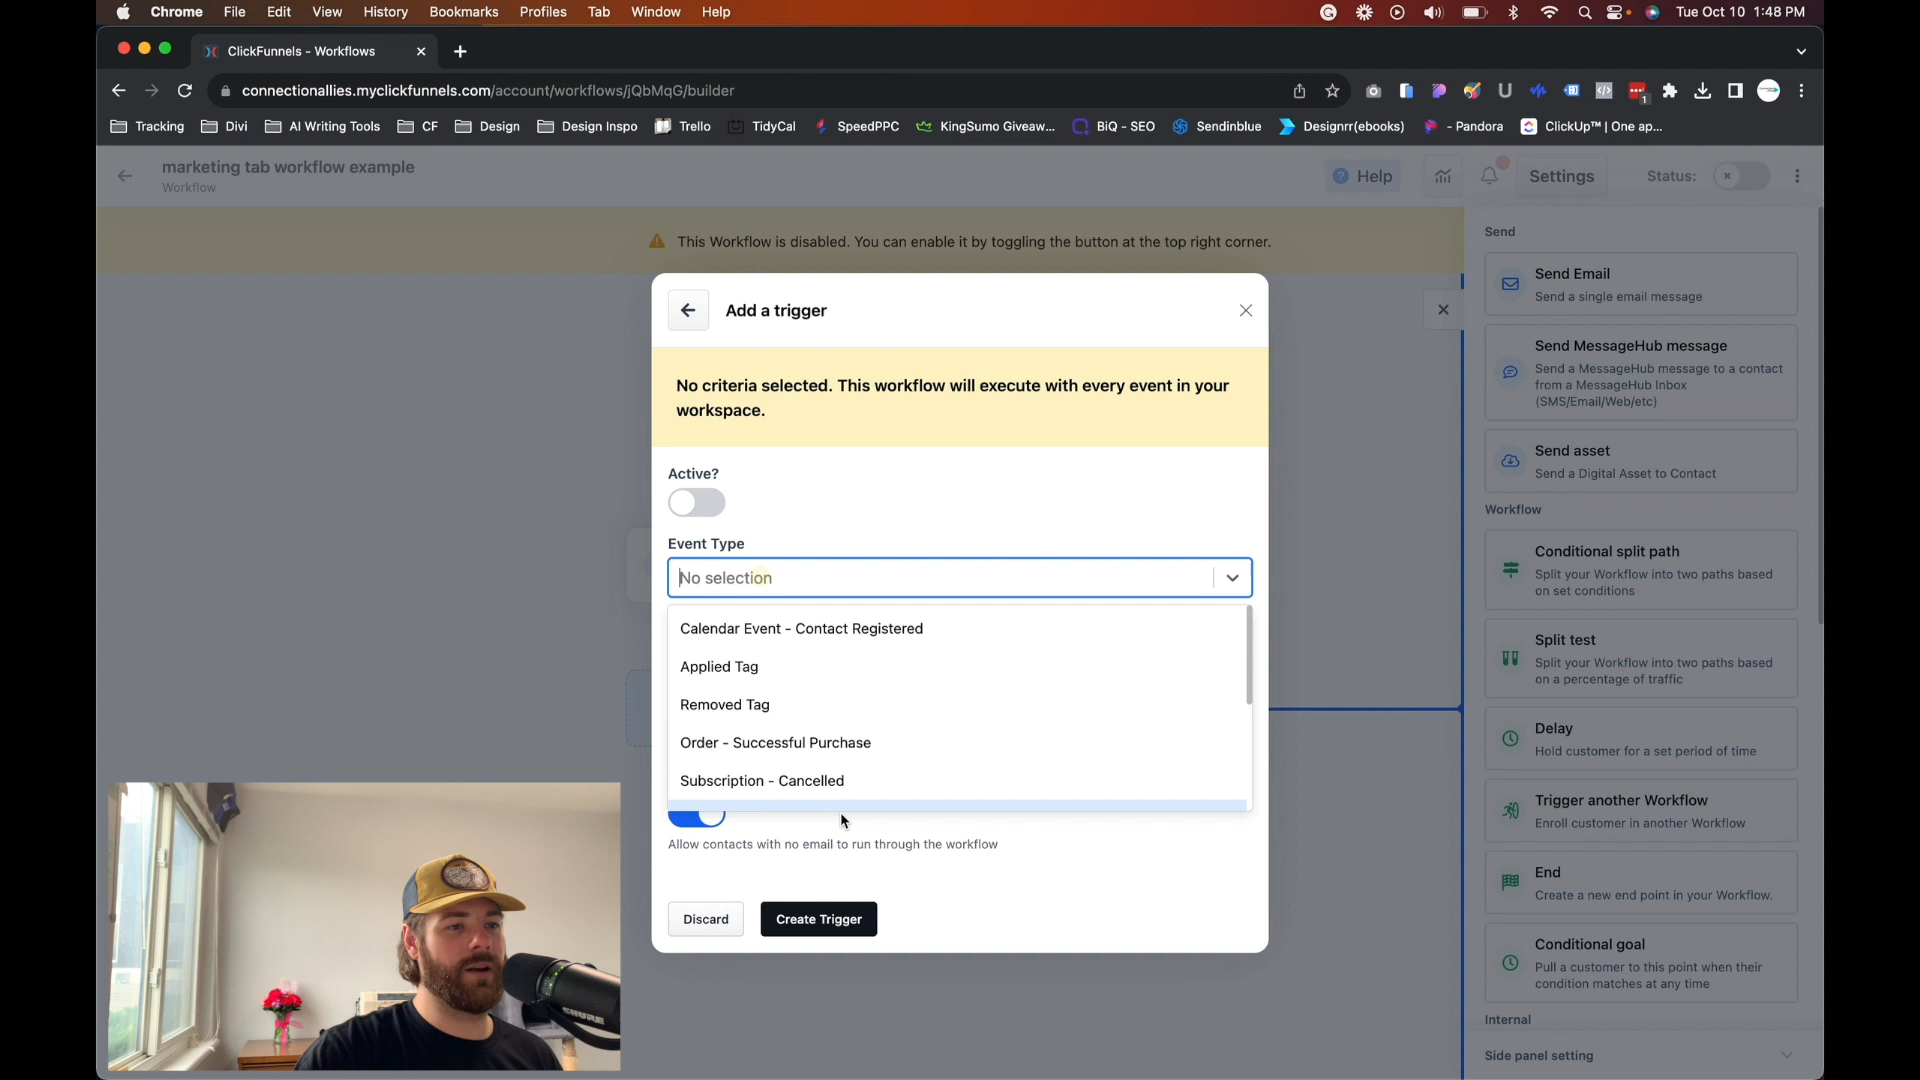 Chrome File Edit View History Bookmarks Profiles Tab Window Help
Tue Oct 10 1:48 PM
ClickFunnels - Workflows
connectionallies.myclickfunnels.com/account/workflows/jQbMqG/builder
1
Tracking Divi AI Writing Tools CF Design Design Inspo Trello TidyCal SpeedPPC KingSumo Giveaw... BiQ - SEO Sendinblue Designrr(ebooks) - Pandora ClickUp™ | One ap...
marketing tab workflow example
Workflow
Help
Settings
Status:
This Workflow is disabled. You can enable it by toggling the button at the top right corner.
Add a trigger
No criteria selected. This workflow will execute with every event in your
workspace.
Active?
Event Type
No selection
Calendar Event - Contact Registered
Applied Tag
Removed Tag
Order - Successful Purchase
Subscription - Cancelled
Allow contacts with no email to run through the workflow
Discard
Create Trigger
Send
Send Email
Send a single email message
Send MessageHub message
Send a MessageHub message to a contact
from a MessageHub Inbox
(SMS/Email/Web/etc)
Send asset
Send a Digital Asset to Contact
Workflow
Conditional split path
Split your Workflow into two paths based
on set conditions
Split test
Split your Workflow into two paths based
on a percentage of traffic
Delay
Hold customer for a set period of time
Trigger another Workflow
Enroll customer in another Workflow
End
Create a new end point in your Workflow.
Conditional goal
Pull a customer to this point when their
condition matches at any time
Internal
Side panel setting
SHURE